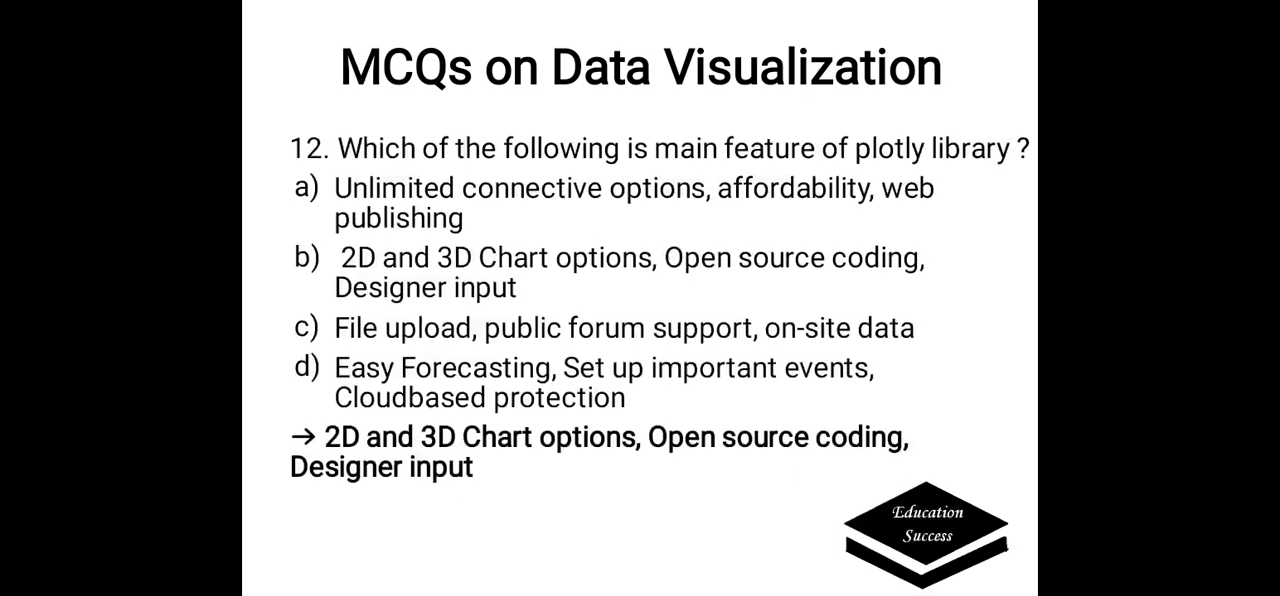 MCQs on Data Visualization
12. Which of the following is main feature of plotly library ?
a) Unlimited connective options, affordability, web
publishing
b) 2D and 3D Chart options, Open source coding,
Designer input
c) File upload, public forum support, on-site data
d) Easy Forecasting, Set up important events,
Cloudbased protection
→ 2D and 3D Chart options, Open source coding,
Designer input
Education
Success